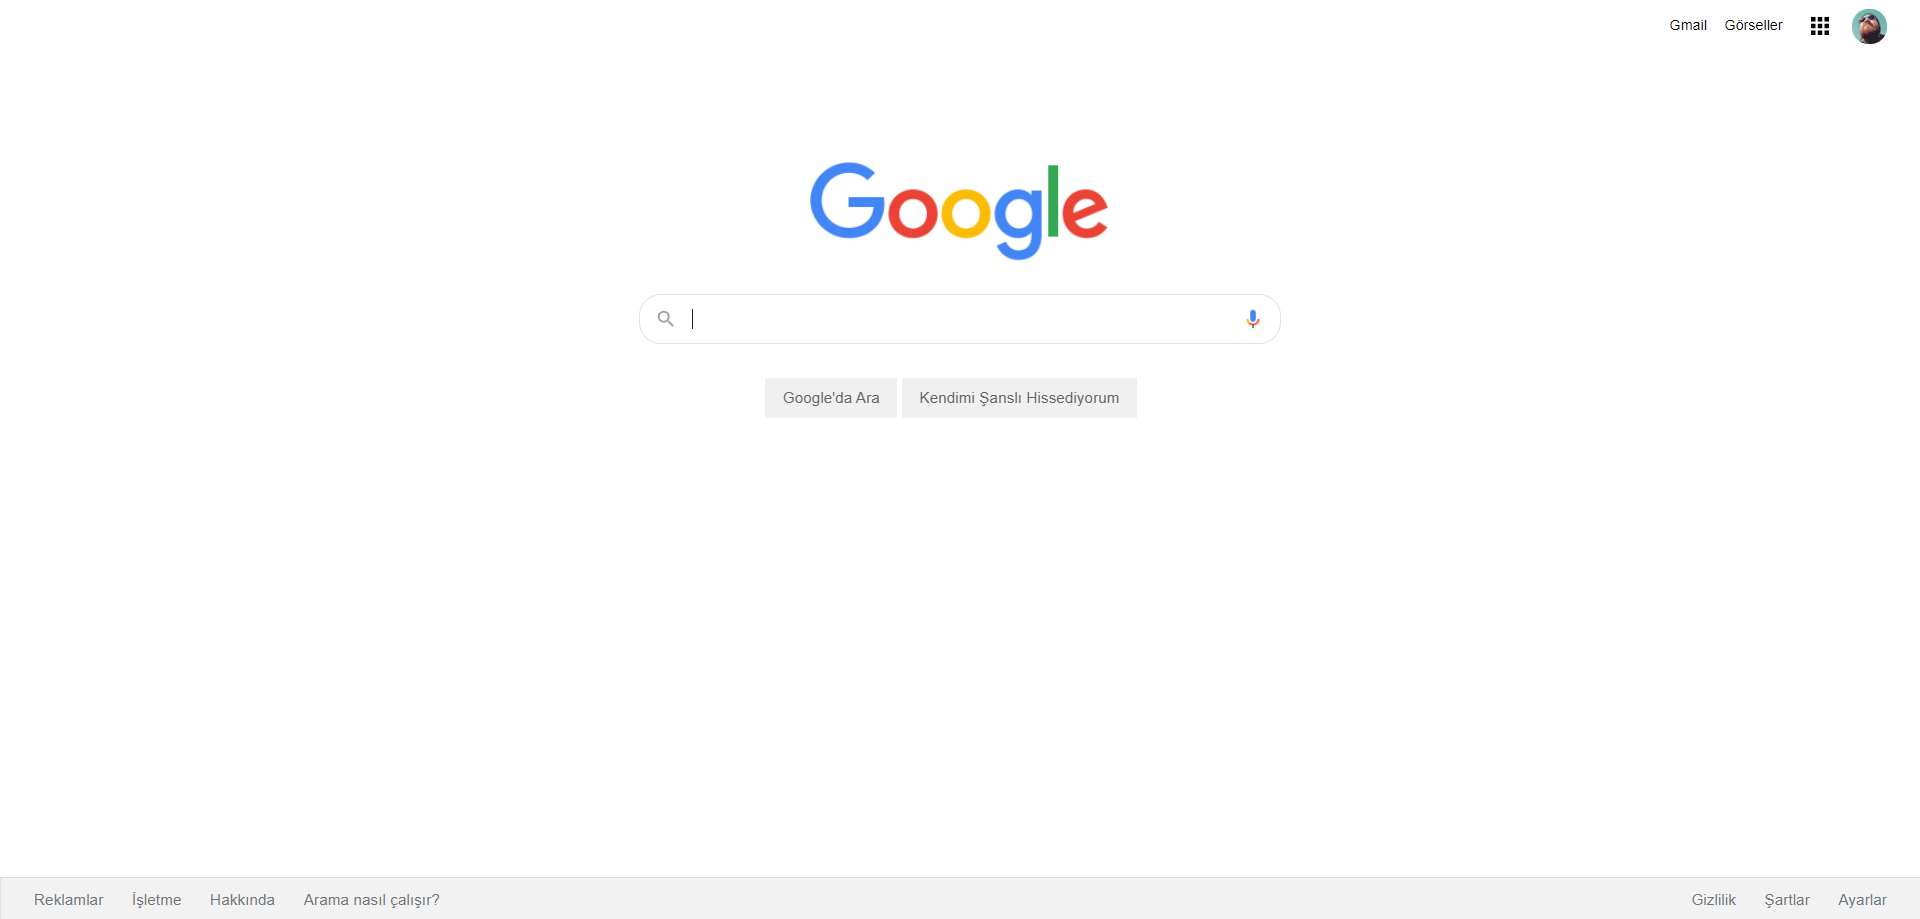 Gmail Görseller
Google
Google'da Ara Kendimi Şanslı Hissediyorum
Reklamlar İşletme Hakkında Arama nasıl çalışır? Gizlilik Şartlar Ayarlar